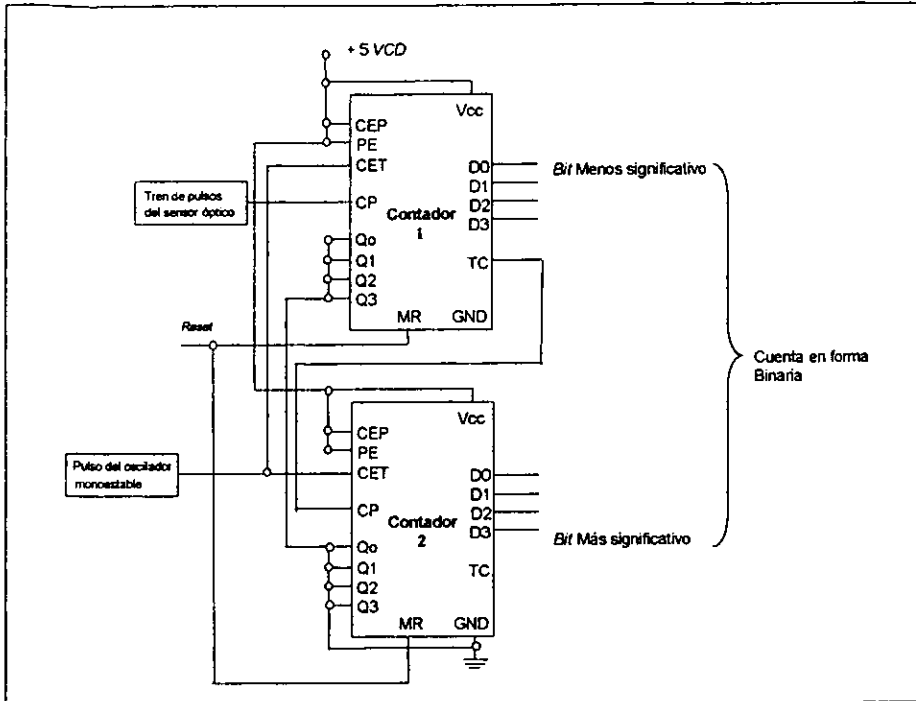 + 5 VCD
Vcc
CEP
PE
CET
CP
Contador
1
Qo
Q1
Q2
Q3
D0
D1
D2
D3
TC
MR
GND
Tren de pulsos
del sensor óptico
Bit Menos significativo
Reset
Cuenta en forma
Binaria
Vcc
CEP
PE
CET
CP
Contador
2
Qo
Q1
Q2
Q3
D0
D1
D2
D3
TC
MR
GND
Pulso del oscilador
monoestable
Bit Más significativo